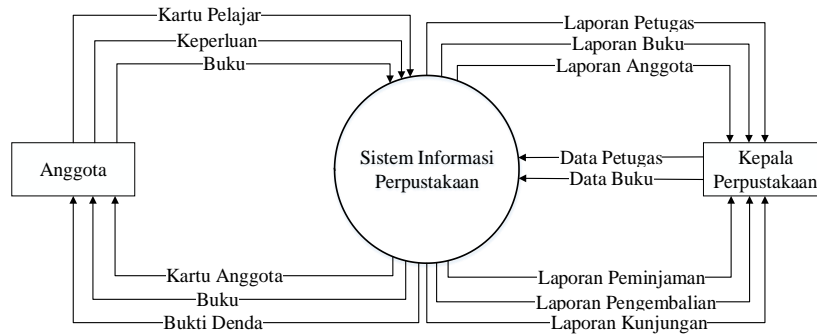 Kartu Pelajar
Keperluan
Buku
Laporan Petugas
Laporan Buku
Laporan Anggota
Anggota
Sistem Informasi
Perpustakaan
Data Petugas
Data Buku
Kepala
Perpustakaan
Kartu Anggota
Buku
Bukti Denda
Laporan Peminjaman
Laporan Pengembalian
Laporan Kunjungan